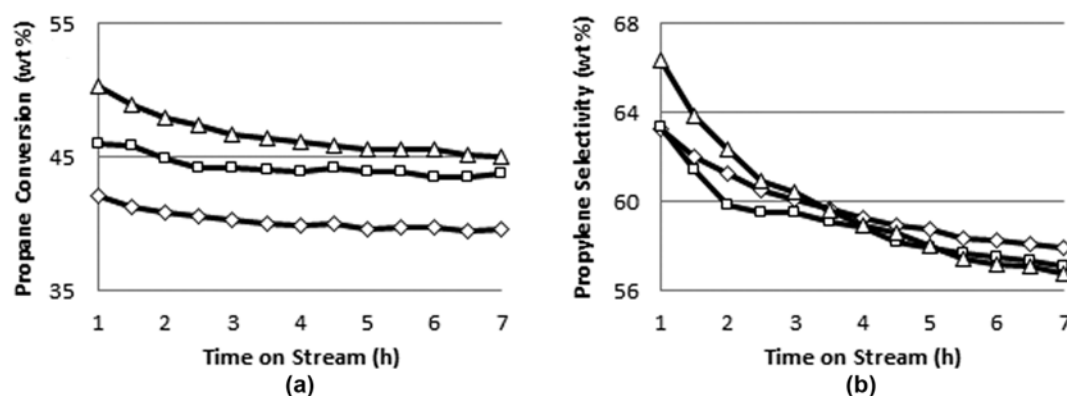 Propane Conversion (wt%)
55
45
35
1 2 3 4 5 6 7
Time on Stream (h)
(a)
Propylene Selectivity (wt%)
68
64
60
56
1 2 3 4 5 6 7
Time on Stream (h)
(b)